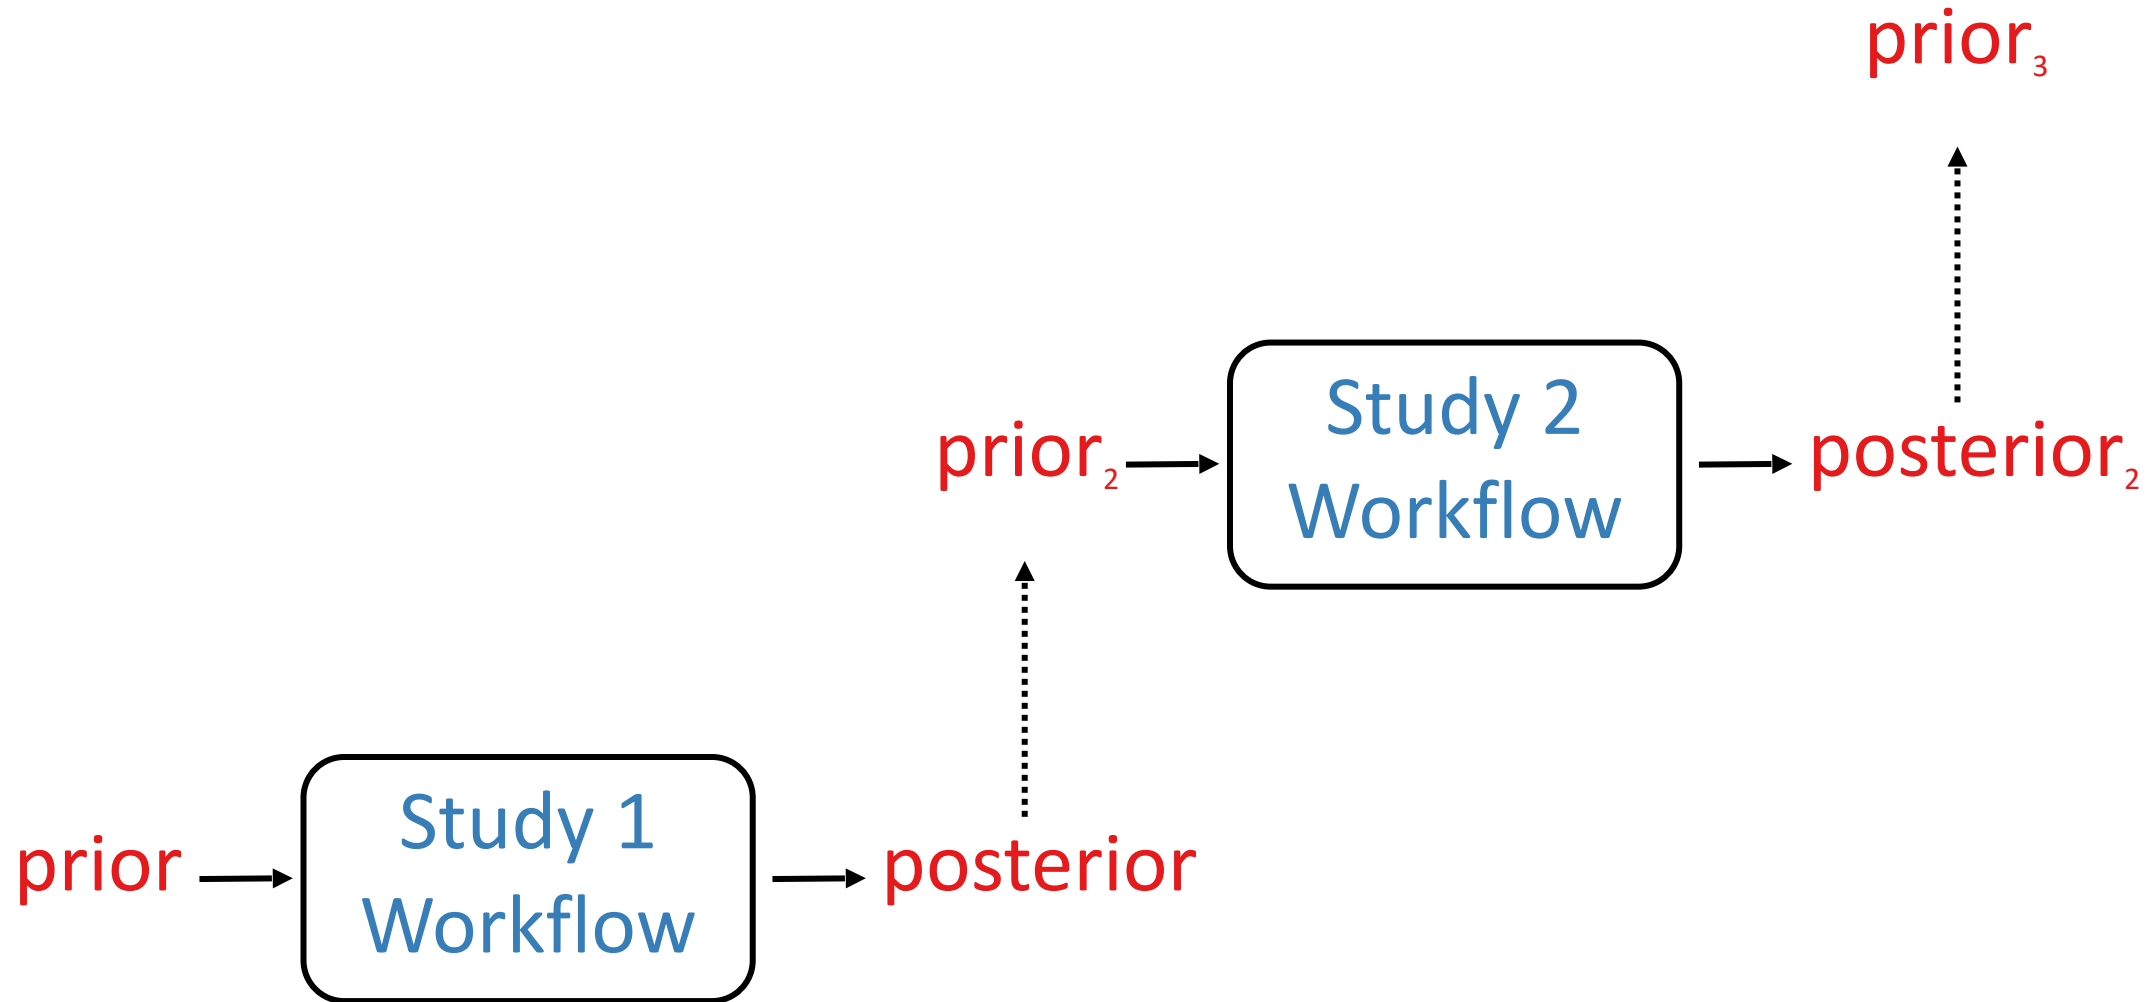 prior₃
prior₂
Study 2
Workflow
posterior₂
prior
Study 1
Workflow
posterior